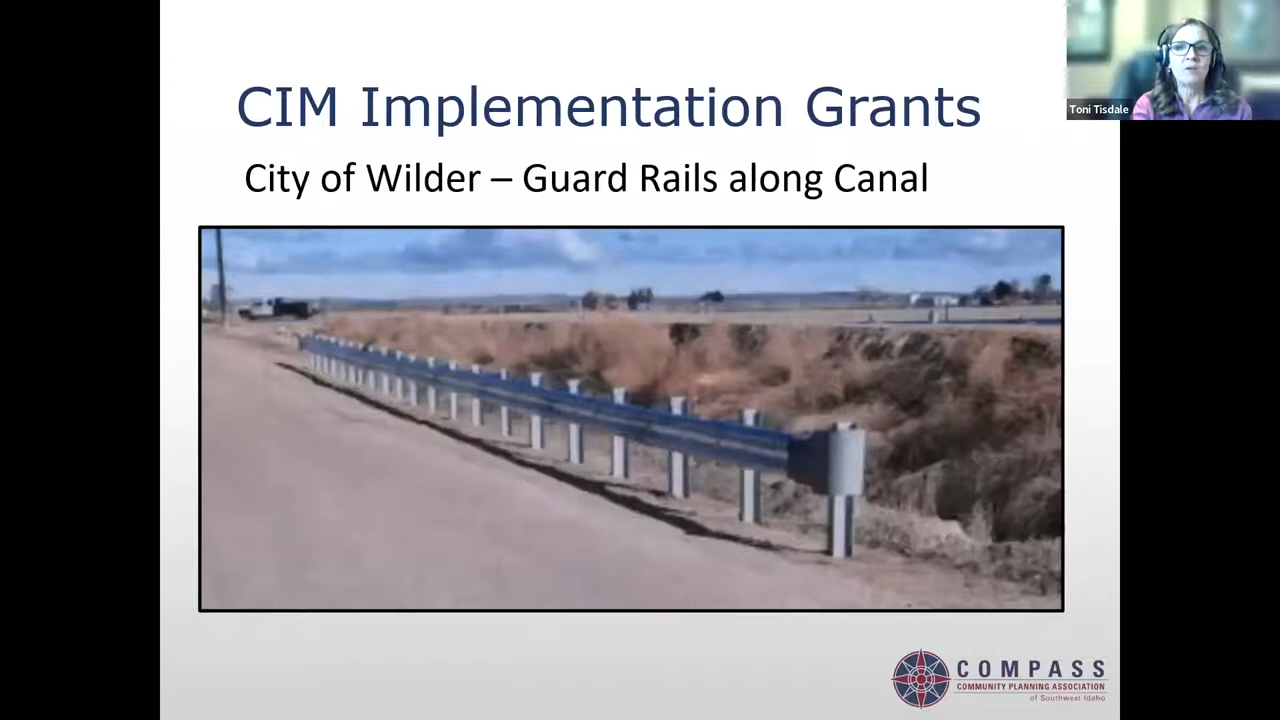 CIM Implementation Grants
Toni Tisdale
City of Wilder – Guard Rails along Canal
COMPASS
COMMUNITY PLANNING ASSOCIATION
of Southwest Idaho